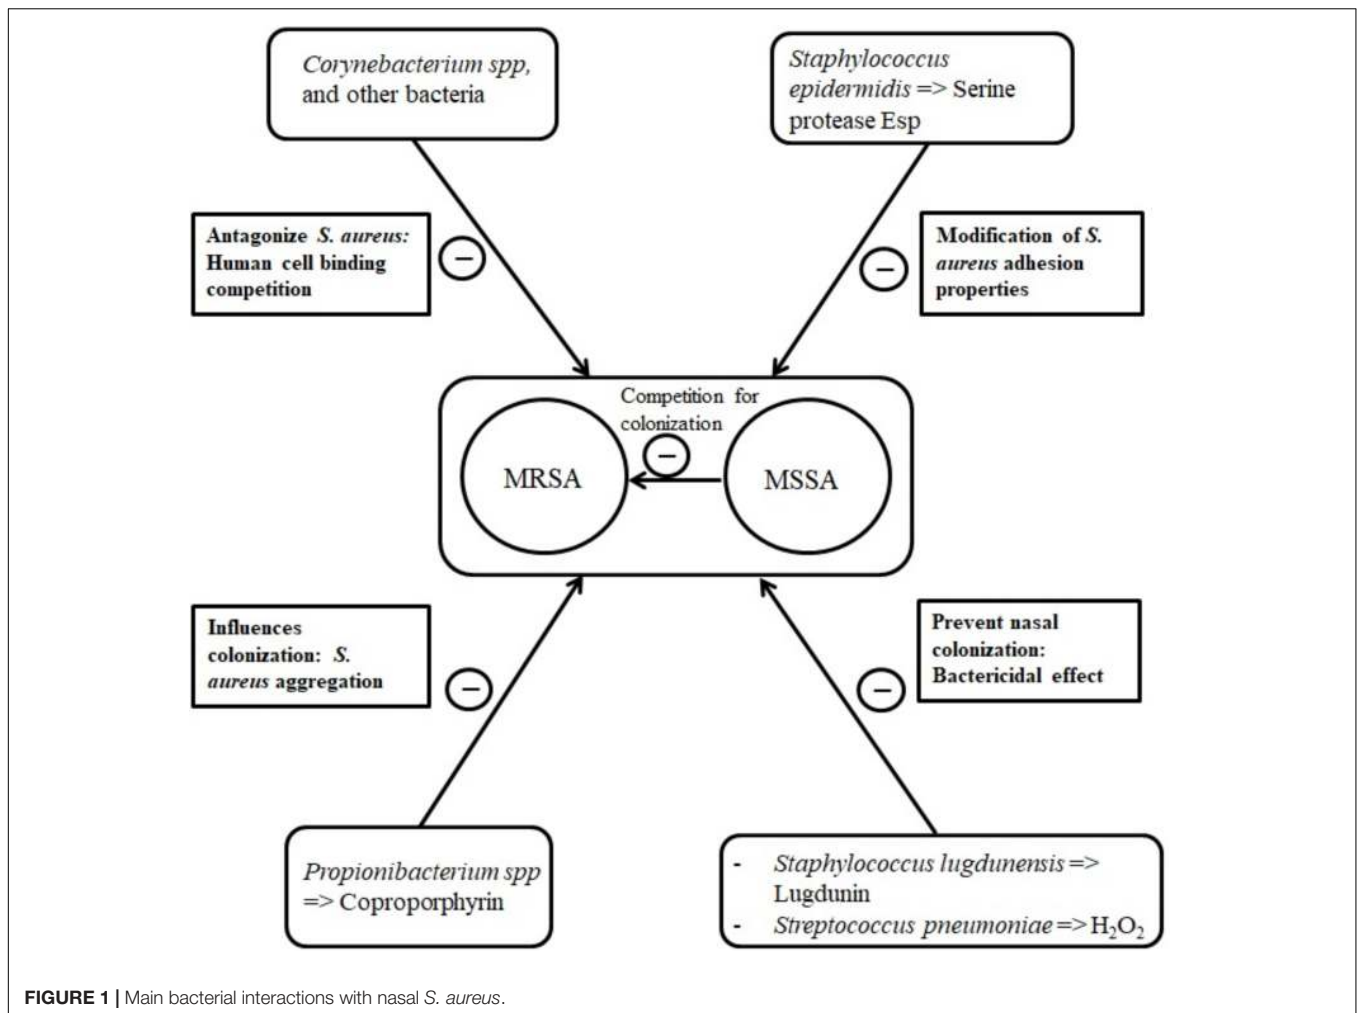 Corynebacterium spp,
and other bacteria
Staphylococcus
epidermidis => Serine
protease Esp
Antagonize S. aureus:
Human cell binding
competition
−
−
Modification of S.
aureus adhesion
properties
Competition for
colonization
−
MRSA
MSSA
Influences
colonization: S.
aureus aggregation
−
−
Prevent nasal
colonization:
Bactericidal effect
Propionibacterium spp
=> Coproporphyrin
- Staphylococcus lugdunensis =>
Lugdunin
- Streptococcus pneumoniae => H₂O₂
FIGURE 1 | Main bacterial interactions with nasal S. aureus.